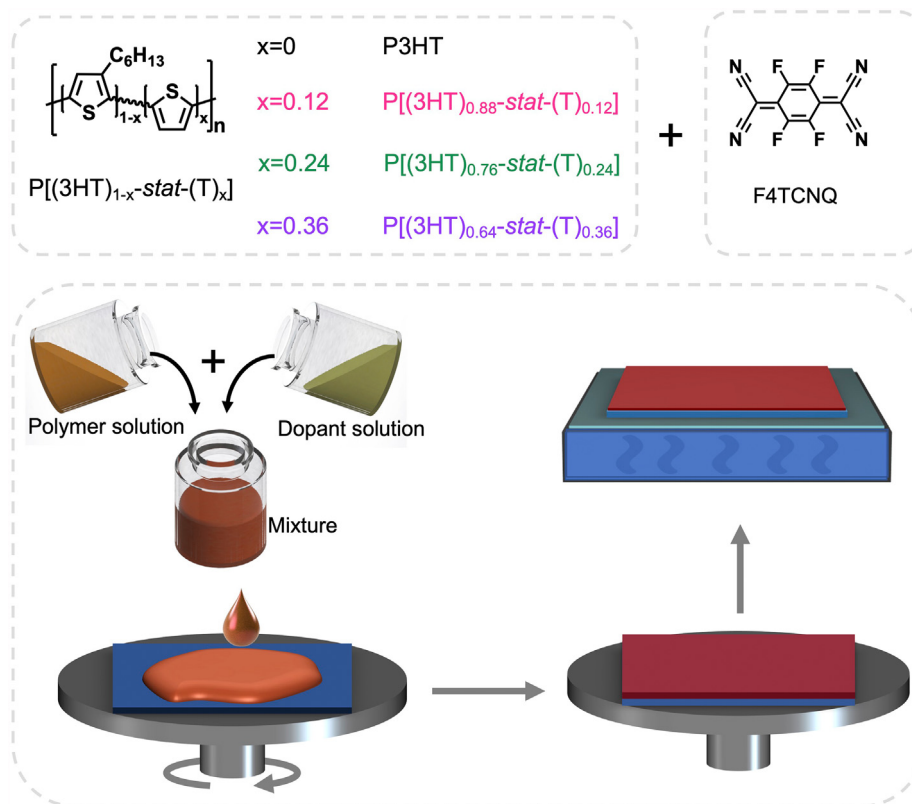 C₆H₁₃
S
1-x
S
x
n
P[(3HT)₁₋ₓ-stat-(T)ₓ]
x=0 P3HT
x=0.12 P[(3HT)₀.₈₈-stat-(T)₀.₁₂]
x=0.24 P[(3HT)₀.₇₆-stat-(T)₀.₂₄]
x=0.36 P[(3HT)₀.₆₄-stat-(T)₀.₃₆]
+
N F F N
N F F N
F4TCNQ
+
Polymer solution
Dopant solution
Mixture